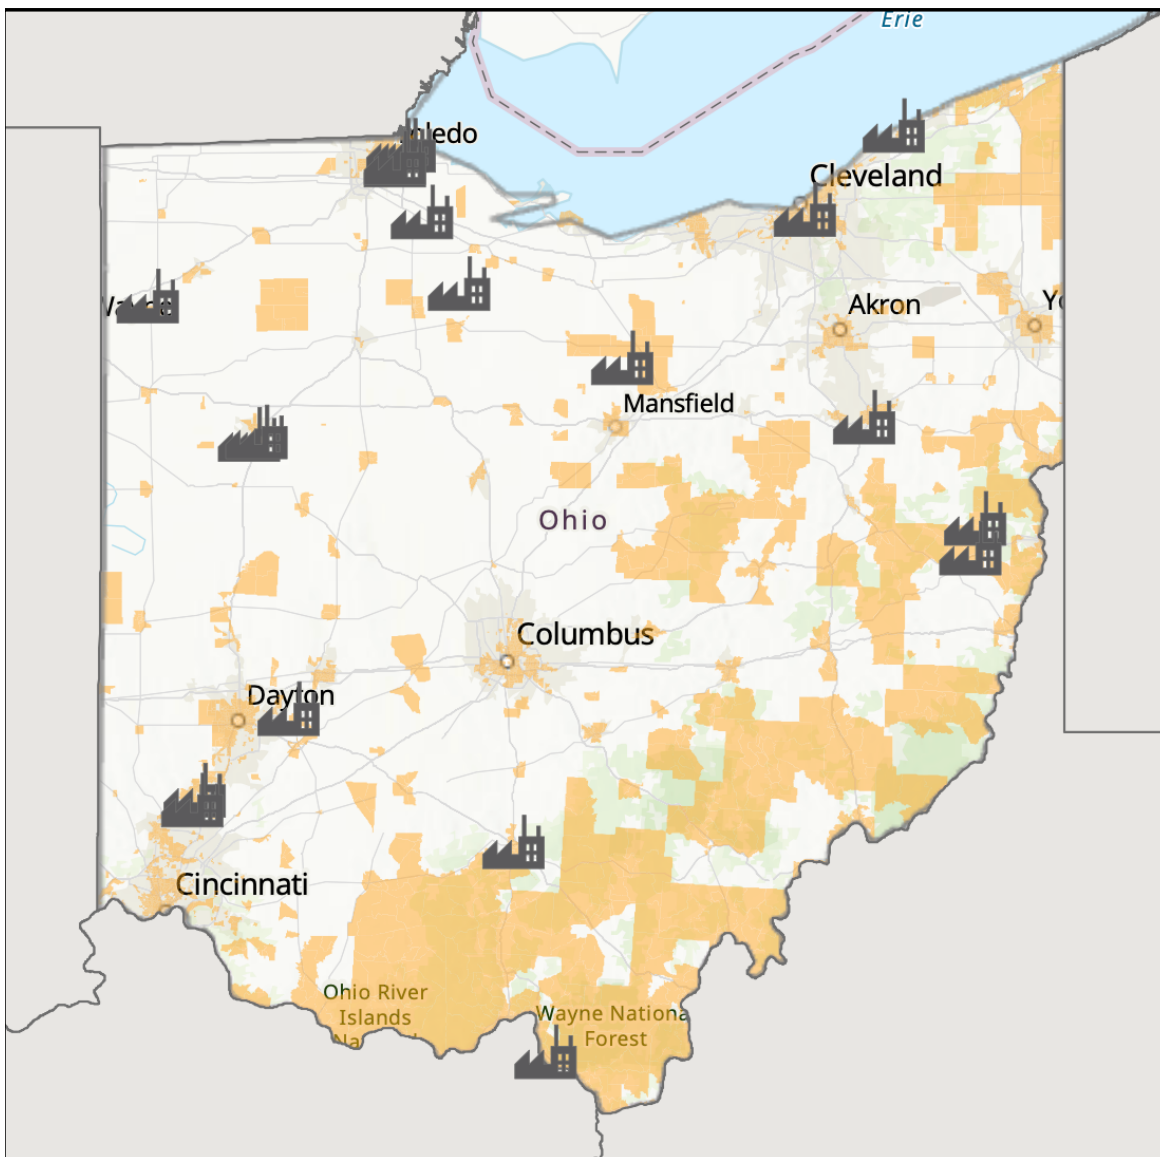 Erie
Cleveland
Akron
Mansfield
Ohio
Columbus
Dayton
Cincinnati
Ohio River
Islands
Wayne Nationa
Forest